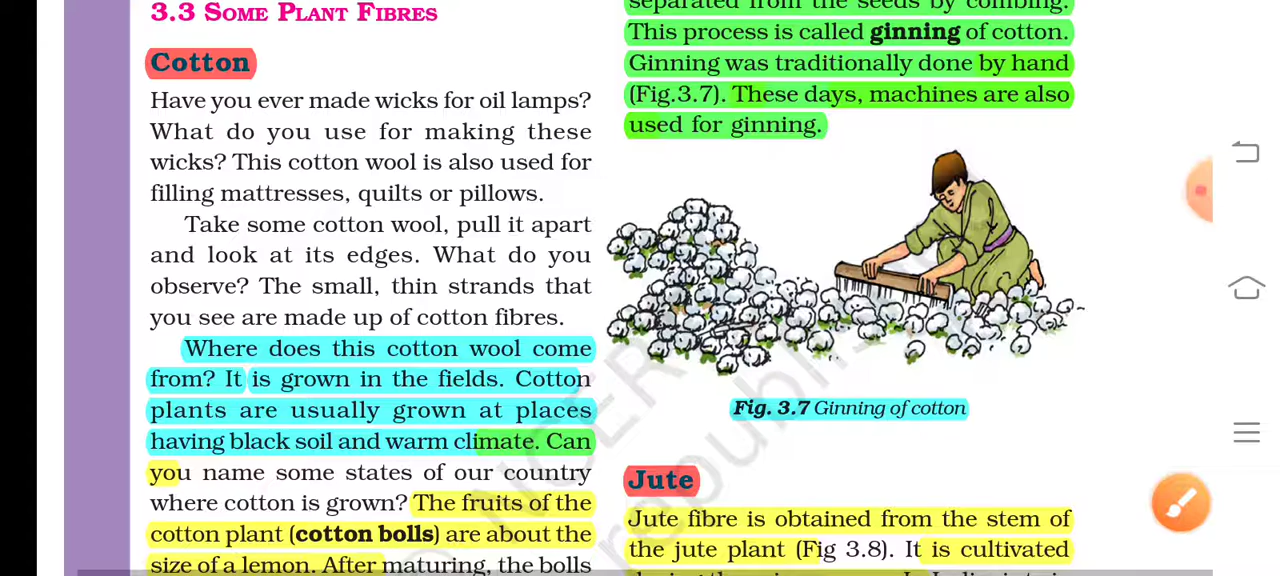 3.3 SOME PLANT FIBRES
Cotton
Have you ever made wicks for oil lamps?
What do you use for making these
wicks? This cotton wool is also used for
filling mattresses, quilts or pillows.
Take some cotton wool, pull it apart
and look at its edges. What do you
observe? The small, thin strands that
you see are made up of cotton fibres.
Where does this cotton wool come
from? It is grown in the fields. Cotton
plants are usually grown at places
having black soil and warm climate. Can
you name some states of our country
where cotton is grown? The fruits of the
cotton plant (cotton bolls) are about the
size of a lemon. After maturing, the bolls
separated from the seeds by combing.
This process is called ginning of cotton.
Ginning was traditionally done by hand
(Fig.3.7). These days, machines are also
used for ginning.
Fig. 3.7 Ginning of cotton
Jute
Jute fibre is obtained from the stem of
the jute plant (Fig 3.8). It is cultivated